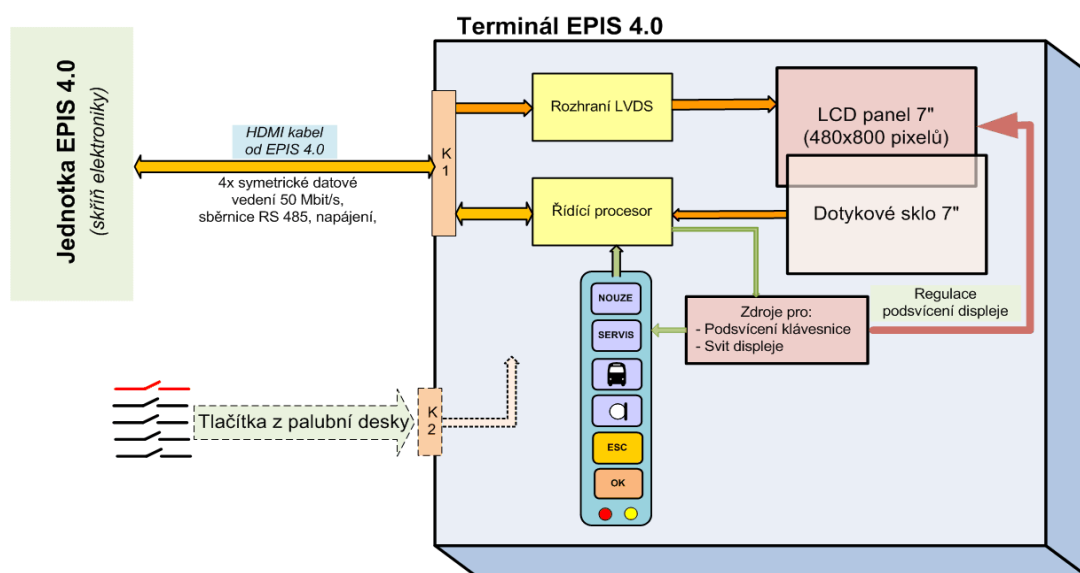 Terminál EPIS 4.0
Jednotka EPIS 4.0
(skříň elektroniky)
HDMI kabel
od EPIS 4.0
4x symetrické datové
vedení 50 Mbit/s,
sběrnice RS 485, napájení,
K
1
Rozhraní LVDS
LCD panel 7"
(480x800 pixelů)
Řídící procesor
Dotykové sklo 7"
NOUZE
SERVIS
ESC
OK
Zdroje pro:
- Podsvícení klávesnice
- Svit displeje
Regulace
podsvícení displeje
Tlačítka z palubní desky
K
2